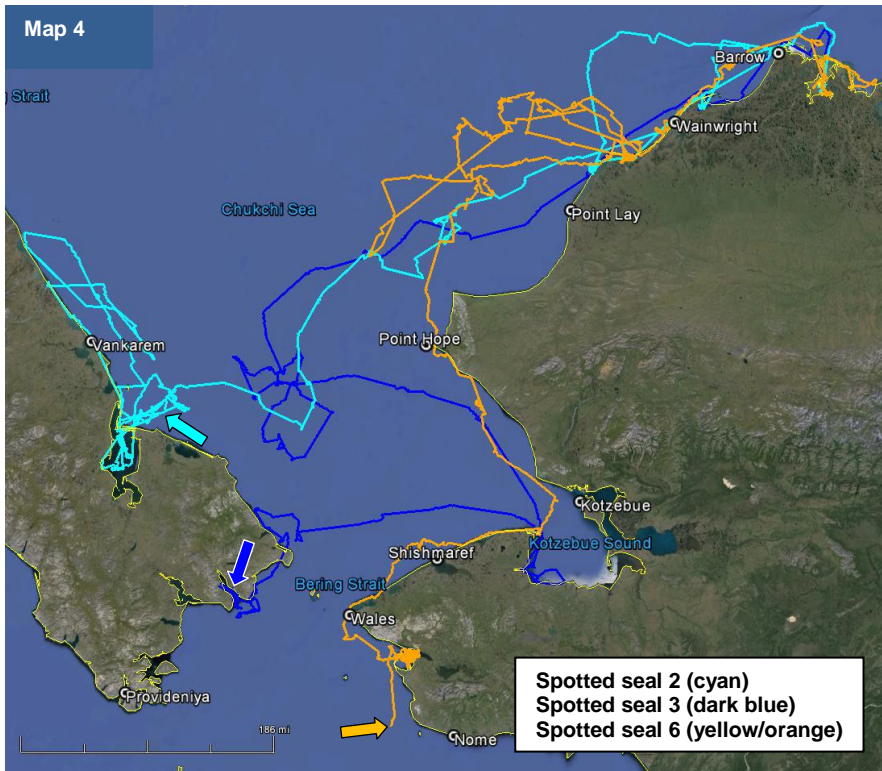 Map 4
Barrow
g Strait
Wainwright
Chukchi Sea
Point Lay
Vankarem
Point Hope
Kotzebue
Kotzebue Sound
Shishmaref
Bering Strait
Wales
Provideniya
186 mi
Nome
Spotted seal 2 (cyan)
Spotted seal 3 (dark blue)
Spotted seal 6 (yellow/orange)